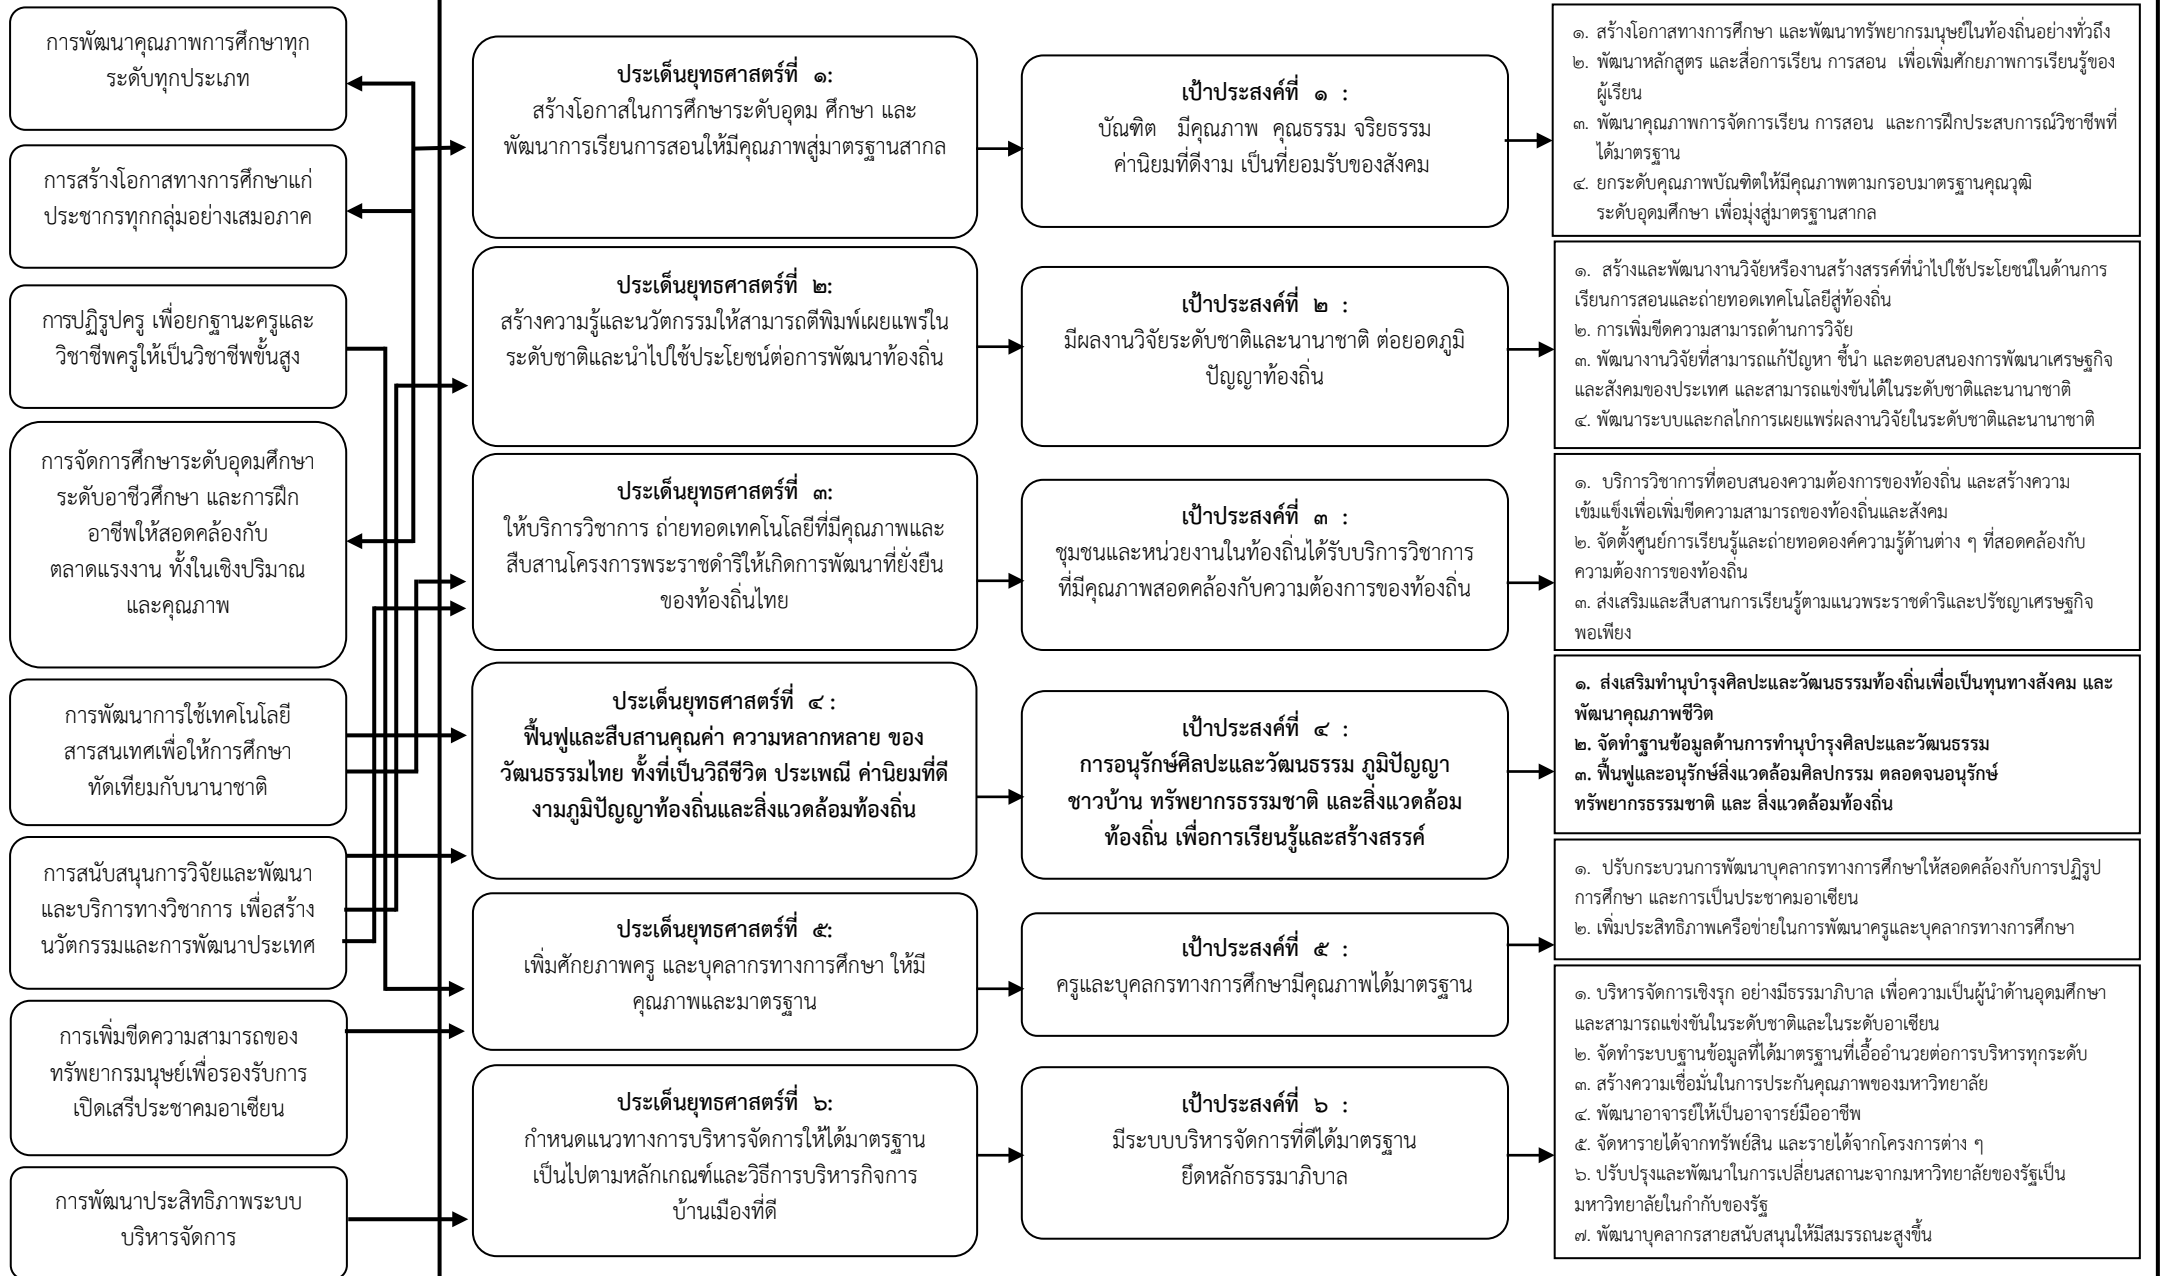 การพัฒนาคุณภาพการศึกษาทุก
ระดับทุกประเภท
การสร้างโอกาสทางการศึกษาแก่
ประชากรทุกกลุ่มอย่างเสมอภาค
การปฏิรูปครู เพื่อยกฐานะครูและ
วิชาชีพครูให้เป็นวิชาชีพชั้นสูง
การจัดการศึกษาระดับอุดมศึกษา
ระดับอาชีวศึกษา และการฝึก
อาชีพให้สอดคล้องกับ
ตลาดแรงงาน ทั้งในเชิงปริมาณ
และคุณภาพ
การพัฒนาการใช้เทคโนโลยี
สารสนเทศเพื่อให้การศึกษา
ทัดเทียมกับนานาชาติ
การสนับสนุนการวิจัยและพัฒนา
และบริการทางวิชาการ เพื่อสร้าง
นวัตกรรมและการพัฒนาประเทศ
การเพิ่มขีดความสามารถของ
ทรัพยากรมนุษย์เพื่อรองรับการ
เปิดเสรีประชาคมอาเซียน
การพัฒนาประสิทธิภาพระบบ
บริหารจัดการ
ประเด็นยุทธศาสตร์ที่ ๑:
สร้างโอกาสในการศึกษาระดับอุดม ศึกษา และ
พัฒนาการเรียนการสอนให้มีคุณภาพสู่มาตรฐานสากล
ประเด็นยุทธศาสตร์ที่ ๒:
สร้างความรู้และนวัตกรรมให้สามารถตีพิมพ์เผยแพร่ใน
ระดับชาติและนำไปใช้ประโยชน์ต่อการพัฒนาท้องถิ่น
ประเด็นยุทธศาสตร์ที่ ๓:
ให้บริการวิชาการ ถ่ายทอดเทคโนโลยีที่มีคุณภาพและ
สืบสานโครงการพระราชดำริให้เกิดการพัฒนาที่ยั่งยืน
ของท้องถิ่นไทย
ประเด็นยุทธศาสตร์ที่ ๔ :
ฟื้นฟูและสืบสานคุณค่า ความหลากหลาย ของ
วัฒนธรรมไทย ทั้งที่เป็นวิถีชีวิต ประเพณี ค่านิยมที่ดี
งามภูมิปัญญาท้องถิ่นและสิ่งแวดล้อมท้องถิ่น
ประเด็นยุทธศาสตร์ที่ ๕:
เพิ่มศักยภาพครู และบุคลากรทางการศึกษา ให้มี
คุณภาพและมาตรฐาน
ประเด็นยุทธศาสตร์ที่ ๖:
กำหนดแนวทางการบริหารจัดการให้ได้มาตรฐาน
เป็นไปตามหลักเกณฑ์และวิธีการบริหารกิจการ
บ้านเมืองที่ดี
เป้าประสงค์ที่ ๑ :
บัณฑิต มีคุณภาพ คุณธรรม จริยธรรม
ค่านิยมที่ดีงาม เป็นที่ยอมรับของสังคม
เป้าประสงค์ที่ ๒ :
มีผลงานวิจัยระดับชาติและนานาชาติ ต่อยอดภูมิ
ปัญญาท้องถิ่น
เป้าประสงค์ที่ ๓ :
ชุมชนและหน่วยงานในท้องถิ่นได้รับบริการวิชาการ
ที่มีคุณภาพสอดคล้องกับความต้องการของท้องถิ่น
เป้าประสงค์ที่ ๔ :
การอนุรักษ์ศิลปะและวัฒนธรรม ภูมิปัญญา
ชาวบ้าน ทรัพยากรธรรมชาติ และสิ่งแวดล้อม
ท้องถิ่น เพื่อการเรียนรู้และสร้างสรรค์
เป้าประสงค์ที่ ๕ :
ครูและบุคลกรทางการศึกษามีคุณภาพได้มาตรฐาน
เป้าประสงค์ที่ ๖ :
มีระบบบริหารจัดการที่ดีได้มาตรฐาน
ยึดหลักธรรมาภิบาล
๑. สร้างโอกาสทางการศึกษา และพัฒนาทรัพยากรมนุษย์ในท้องถิ่นอย่างทั่วถึง
๒. พัฒนาหลักสูตร และสื่อการเรียน การสอน เพื่อเพิ่มศักยภาพการเรียนรู้ของ
ผู้เรียน
๓. พัฒนาคุณภาพการจัดการเรียน การสอน และการฝึกประสบการณ์วิชาชีพที่
ได้มาตรฐาน
๔. ยกระดับคุณภาพบัณฑิตให้มีคุณภาพตามกรอบมาตรฐานคุณวุฒิ
ระดับอุดมศึกษา เพื่อมุ่งสู่มาตรฐานสากล
๑. สร้างและพัฒนางานวิจัยหรืองานสร้างสรรค์ที่นำไปใช้ประโยชน์ในด้านการ
เรียนการสอนและถ่ายทอดเทคโนโลยีสู่ท้องถิ่น
๒. การเพิ่มขีดความสามารถด้านการวิจัย
๓. พัฒนางานวิจัยที่สามารถแก้ปัญหา ชี้นำ และตอบสนองการพัฒนาเศรษฐกิจ
และสังคมของประเทศ และสามารถแข่งขันได้ในระดับชาติและนานาชาติ
๔. พัฒนาระบบและกลไกการเผยแพร่ผลงานวิจัยในระดับชาติและนานาชาติ
๑. บริการวิชาการที่ตอบสนองความต้องการของท้องถิ่น และสร้างความ
เข้มแข็งเพื่อเพิ่มขีดความสามารถของท้องถิ่นและสังคม
๒. จัดตั้งศูนย์การเรียนรู้และถ่ายทอดองค์ความรู้ด้านต่าง ๆ ที่สอดคล้องกับ
ความต้องการของท้องถิ่น
๓. ส่งเสริมและสืบสานการเรียนรู้ตามแนวพระราชดำริและปรัชญาเศรษฐกิจ
พอเพียง
๑. ส่งเสริมทำนุบำรุงศิลปะและวัฒนธรรมท้องถิ่นเพื่อเป็นทุนทางสังคม และ
พัฒนาคุณภาพชีวิต
๒. จัดทำฐานข้อมูลด้านการทำนุบำรุงศิลปะและวัฒนธรรม
๓. ฟื้นฟูและอนุรักษ์สิ่งแวดล้อมศิลปกรรม ตลอดจนอนุรักษ์
ทรัพยากรธรรมชาติ และ สิ่งแวดล้อมท้องถิ่น
๑. ปรับกระบวนการพัฒนาบุคลากรทางการศึกษาให้สอดคล้องกับการปฏิรูป
การศึกษา และการเป็นประชาคมอาเซียน
๒. เพิ่มประสิทธิภาพเครือข่ายในการพัฒนาครูและบุคลากรทางการศึกษา
๑. บริหารจัดการเชิงรุก อย่างมีธรรมาภิบาล เพื่อความเป็นผู้นำด้านอุดมศึกษา
และสามารถแข่งขันในระดับชาติและในระดับอาเซียน
๒. จัดทำระบบฐานข้อมูลที่ได้มาตรฐานที่เอื้ออำนวยต่อการบริหารทุกระดับ
๓. สร้างความเชื่อมั่นในการประกันคุณภาพของมหาวิทยาลัย
๔. พัฒนาอาจารย์ให้เป็นอาจารย์มืออาชีพ
๕. จัดหารายได้จากทรัพย์สิน และรายได้จากโครงการต่าง ๆ
๖. ปรับปรุงและพัฒนาในการเปลี่ยนสถานะจากมหาวิทยาลัยของรัฐเป็น
มหาวิทยาลัยในกำกับของรัฐ
๗. พัฒนาบุคลากรสายสนับสนุนให้มีสมรรถนะสูงขึ้น